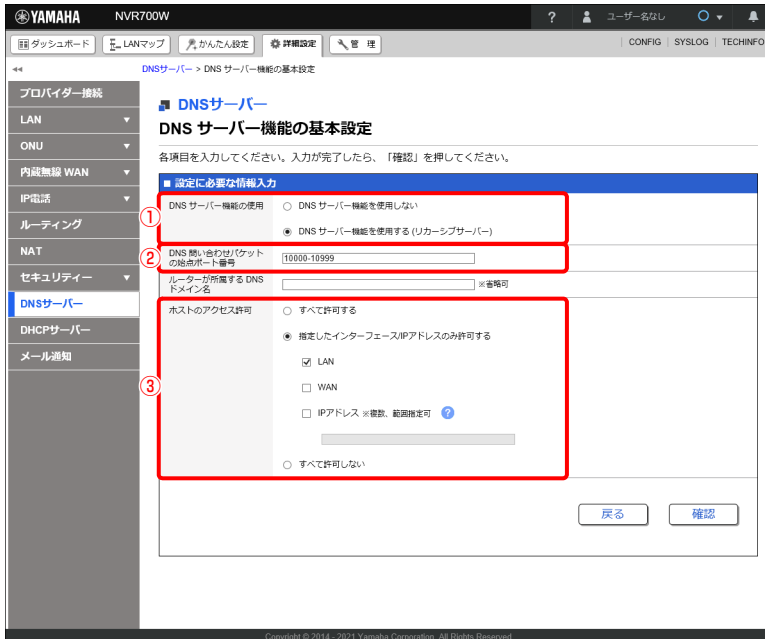 YAMAHA NVR700W ? ユーザー名なし
ダッシュボード LANマップ かんたん設定 詳細設定 管 理 CONFIG SYSLOG TECHINFO
DNSサーバー > DNS サーバー機能の基本設定
プロバイダー接続
LAN
ONU
内蔵無線 WAN
IP電話
ルーティング
NAT
セキュリティー
DNSサーバー
DHCPサーバー
メール通知
DNSサーバー
DNS サーバー機能の基本設定
各項目を入力してください。入力が完了したら、「確認」を押してください。
■ 設定に必要な情報入力
①
DNS サーバー機能の使用
DNS サーバー機能を使用しない
DNS サーバー機能を使用する (リカーシブサーバー)
②
DNS 問い合わせパケット
の始点ポート番号
10000-10999
ルーターが所属する DNS
ドメイン名
※省略可
③
ホストのアクセス許可
すべて許可する
指定したインターフェース/IPアドレスのみ許可する
LAN
WAN
IPアドレス ※複数、範囲指定可 ?
すべて許可しない
戻る 確認
Copyright © 2014 - 2021 Yamaha Corporation. All Rights Reserved.